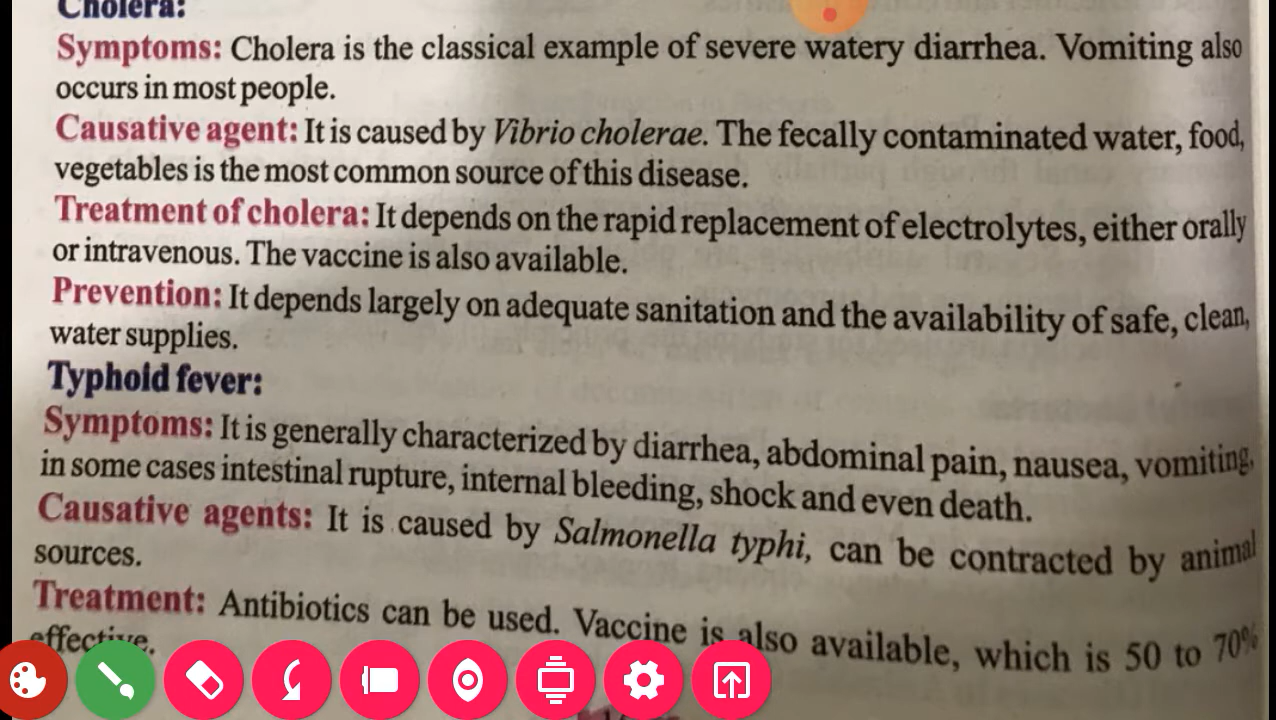 Cholera:
Symptoms: Cholera is the classical example of severe watery diarrhea. Vomiting also
occurs in most people.
Causative agent: It is caused by Vibrio cholerae. The fecally contaminated water, food,
vegetables is the most common source of this disease.
Treatment of cholera: It depends on the rapid replacement of electrolytes, either orally
or intravenous. The vaccine is also available.
Prevention: It depends largely on adequate sanitation and the availability of safe, clean,
water supplies.
Typhoid fever:
Symptoms: It is generally characterized by diarrhea, abdominal pain, nausea, vomiting,
in some cases intestinal rupture, internal bleeding, shock and even death.
Causative agents: It is caused by Salmonella typhi, can be contracted by animal
sources.
Treatment: Antibiotics can be used. Vaccine is also available, which is 50 to 70%
effective.